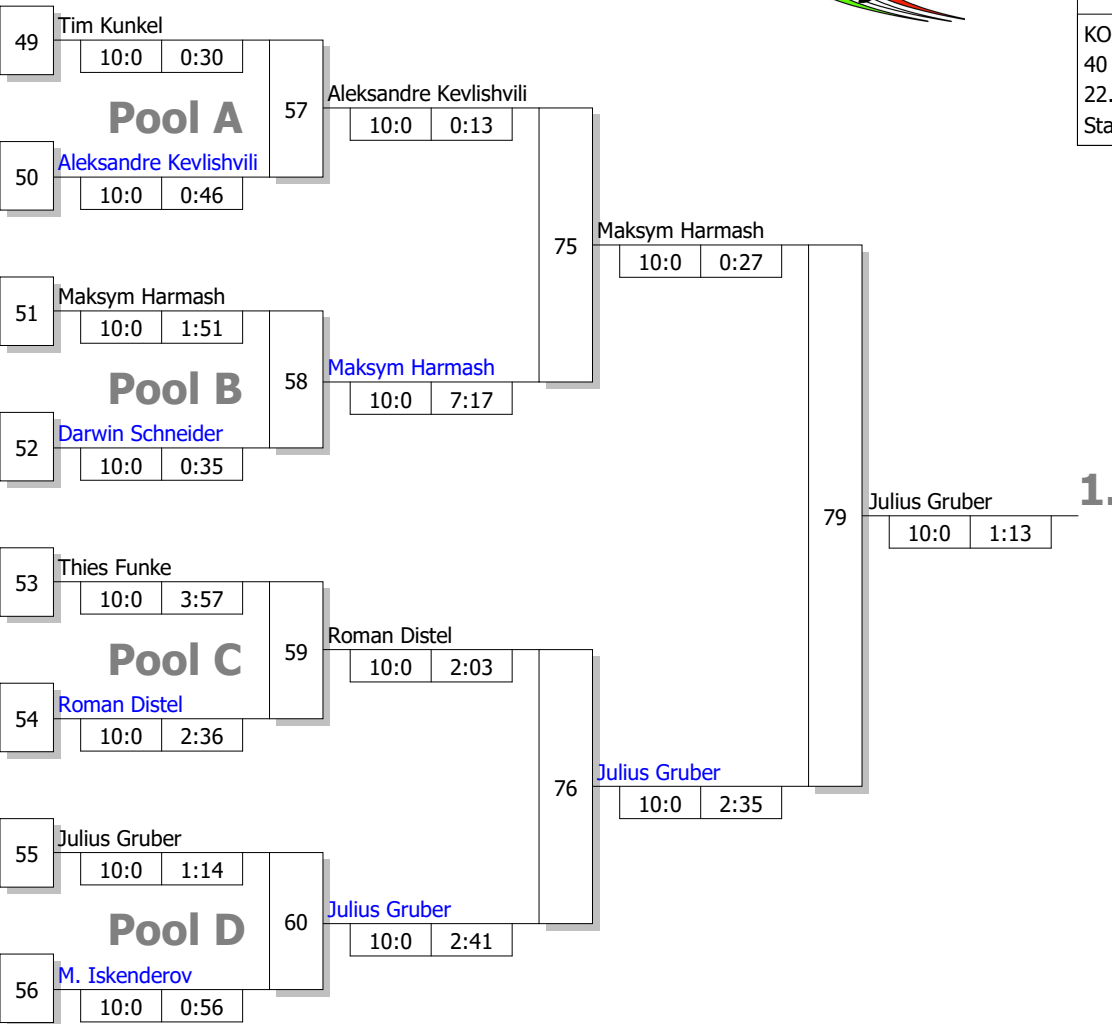 KO
40
22.
Sta
49
Tim Kunkel
10:0 0:30
Pool A
57
Aleksandre Kevlishvili
10:0 0:13
50
Aleksandre Kevlishvili
10:0 0:46
75
Maksym Harmash
10:0 0:27
51
Maksym Harmash
10:0 1:51
Pool B
58
Maksym Harmash
10:0 7:17
52
Darwin Schneider
10:0 0:35
79
Julius Gruber
10:0 1:13
1.
53
Thies Funke
10:0 3:57
Pool C
59
Roman Distel
10:0 2:03
54
Roman Distel
10:0 2:36
76
Julius Gruber
10:0 2:35
55
Julius Gruber
10:0 1:14
Pool D
60
Julius Gruber
10:0 2:41
56
M. Iskenderov
10:0 0:56